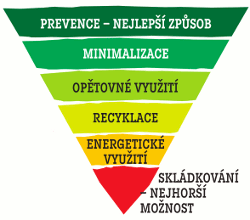 PREVENCE – NEJLEPŠÍ ZPŮSOB
MINIMALIZACE
OPĚTOVNÉ VYUŽITÍ
RECYKLACE
ENERGETICKÉ
VYUŽITÍ
SKLÁDKOVÁNÍ
– NEJHORŠÍ
MOŽNOST